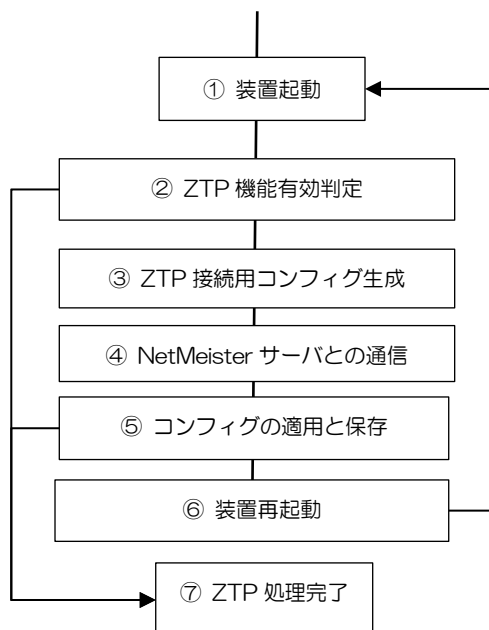 ① 装置起動
② ZTP 機能有効判定
③ ZTP 接続用コンフィグ生成
④ NetMeister サーバとの通信
⑤ コンフィグの適用と保存
⑥ 装置再起動
⑦ ZTP 処理完了